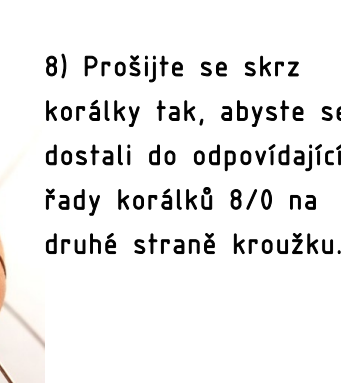 8) Prošijte se skrz
korálky tak, abyste se
dostali do odpovídající
řady korálků 8/0 na
druhé straně kroužku.